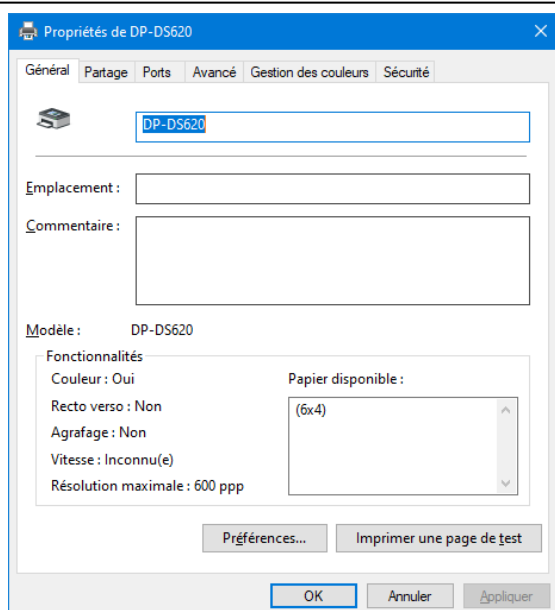 Propriétés de DP-DS620
Général Partage Ports Avancé Gestion des couleurs Sécurité
DP-DS620
Emplacement :
Commentaire :
Modèle : DP-DS620
Fonctionnalités
Couleur : Oui
Recto verso : Non
Agrafage : Non
Vitesse : Inconnu(e)
Résolution maximale : 600 ppp
Papier disponible :
(6x4)
Préférences... Imprimer une page de test
OK Annuler Appliquer